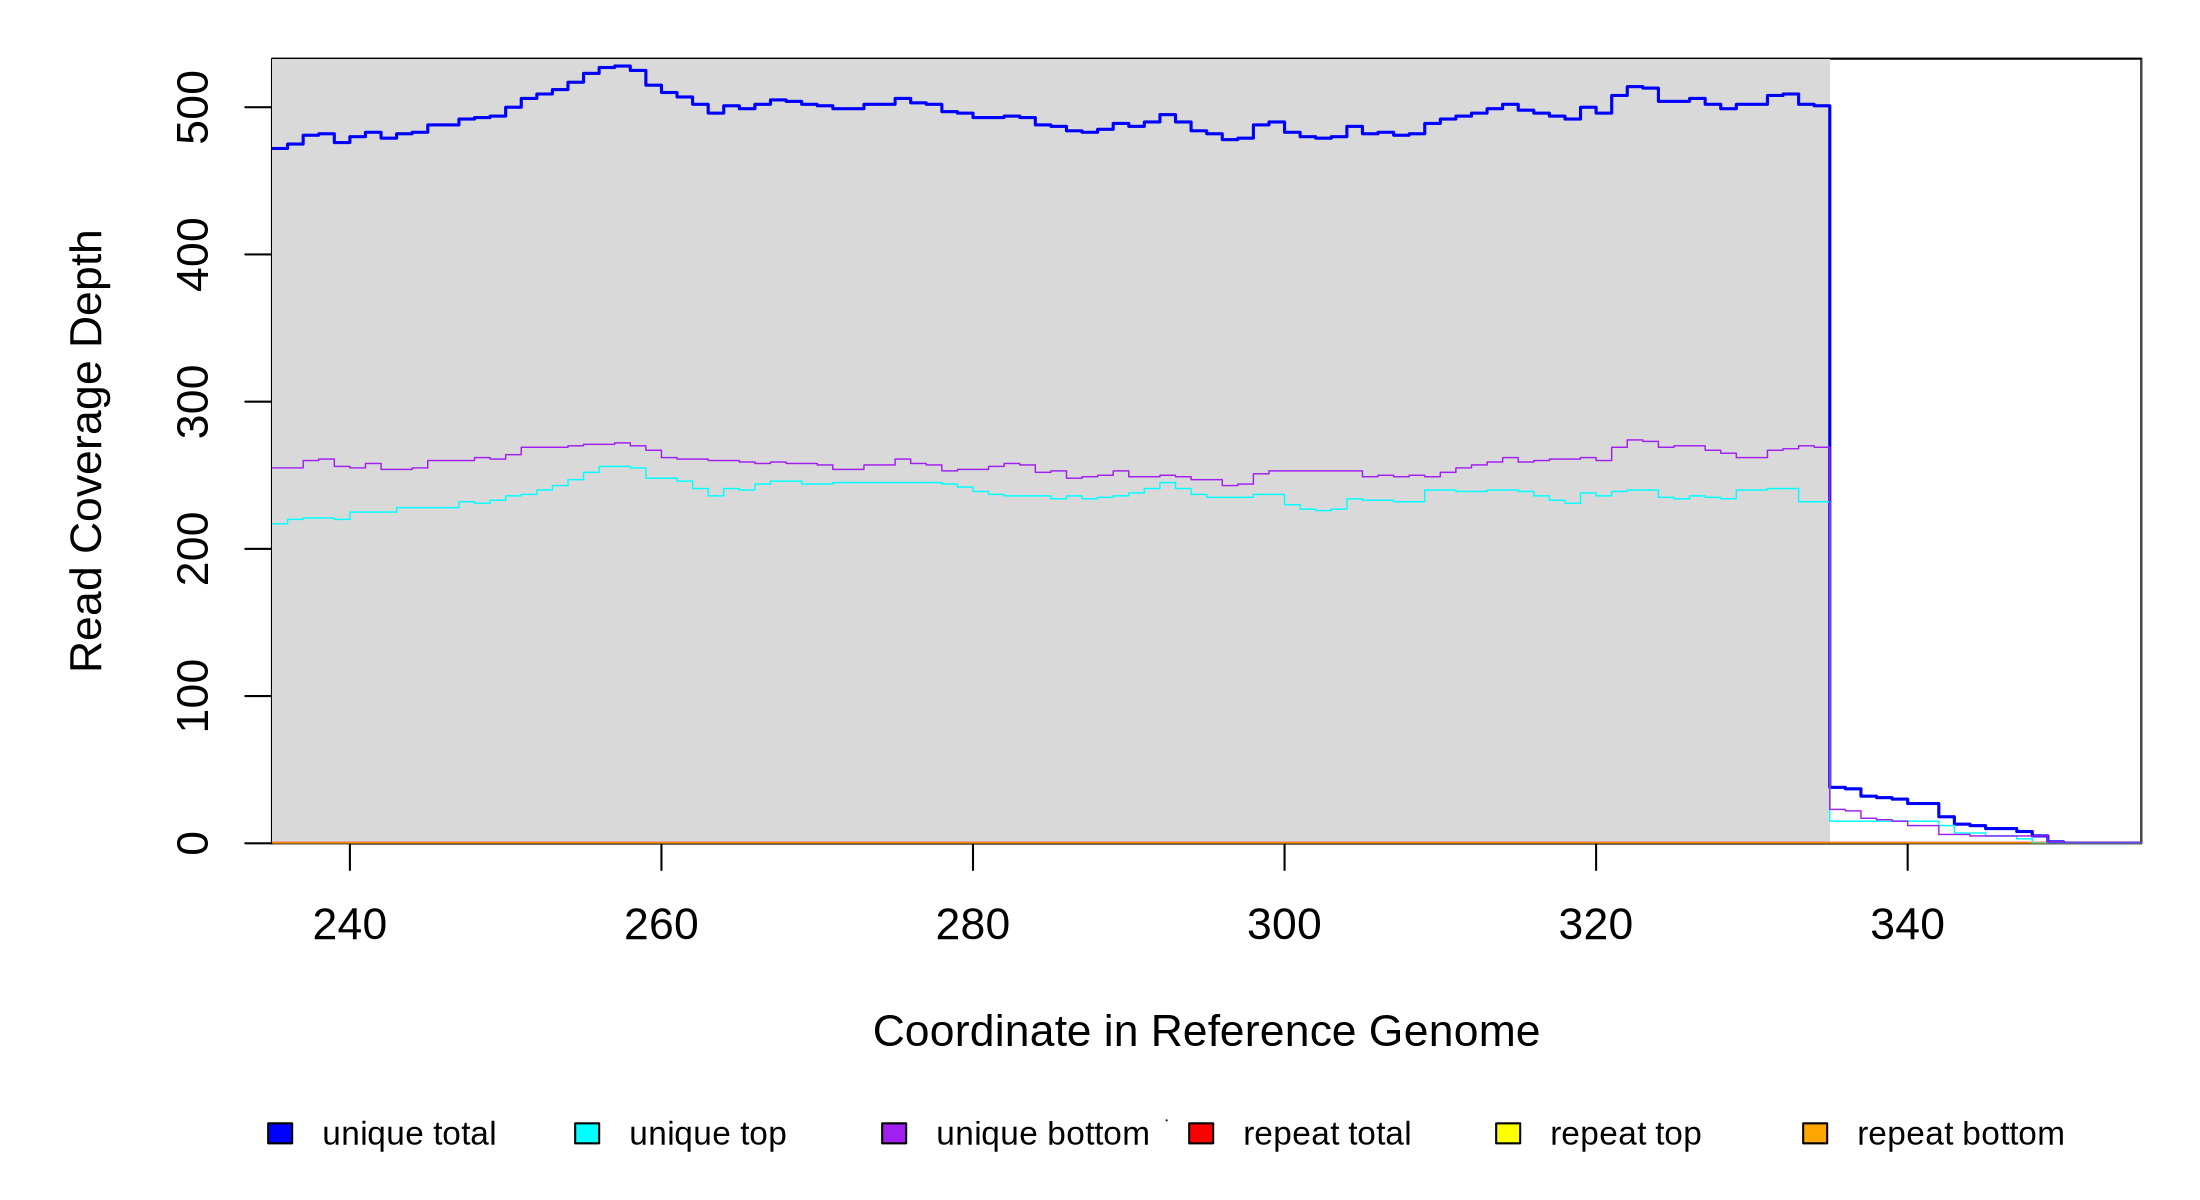 Read Coverage Depth
500
400
300
200
100
0
240 260 280 300 320 340
Coordinate in Reference Genome
unique total unique top unique bottom repeat total repeat top repeat bottom